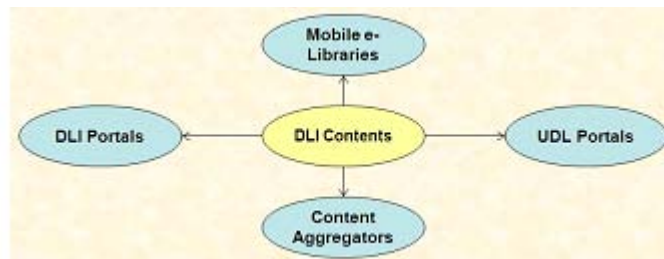 Mobile e-
Libraries
DLI Portals
DLI Contents
UDL Portals
Content
Aggregators